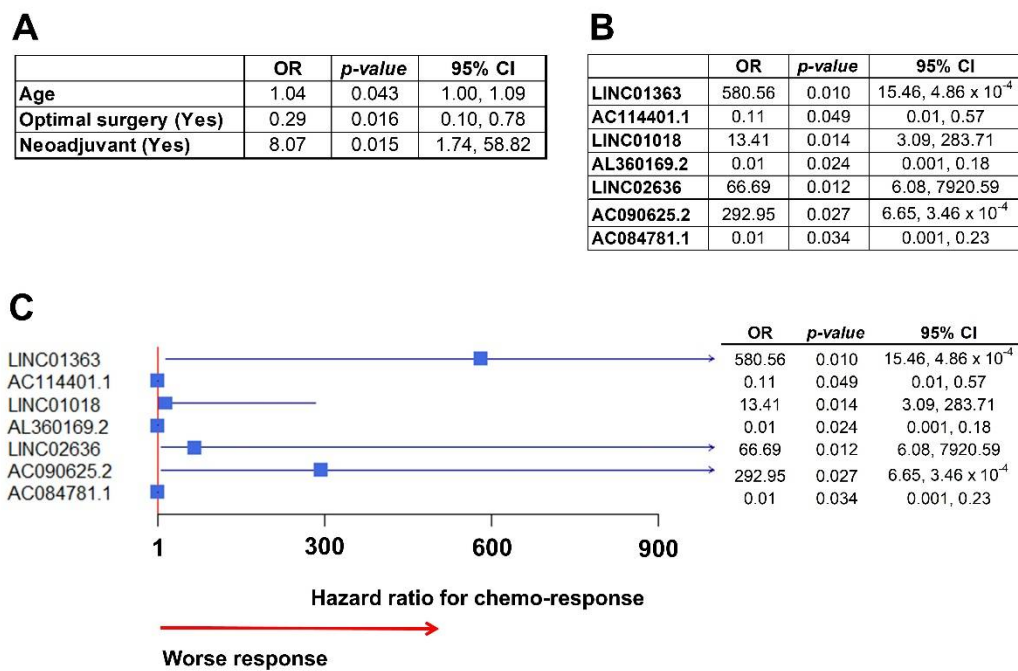 A
OR p-value 95% CI
Age 1.04 0.043 1.00, 1.09
Optimal surgery (Yes) 0.29 0.016 0.10, 0.78
Neoadjuvant (Yes) 8.07 0.015 1.74, 58.82
B
OR p-value 95% CI
LINC01363 580.56 0.010 15.46, 4.86 x 10⁻⁴
AC114401.1 0.11 0.049 0.01, 0.57
LINC01018 13.41 0.014 3.09, 283.71
AL360169.2 0.01 0.024 0.001, 0.18
LINC02636 66.69 0.012 6.08, 7920.59
AC090625.2 292.95 0.027 6.65, 3.46 x 10⁻⁴
AC084781.1 0.01 0.034 0.001, 0.23
C
OR p-value 95% CI
LINC01363 580.56 0.010 15.46, 4.86 x 10⁻⁴
AC114401.1 0.11 0.049 0.01, 0.57
LINC01018 13.41 0.014 3.09, 283.71
AL360169.2 0.01 0.024 0.001, 0.18
LINC02636 66.69 0.012 6.08, 7920.59
AC090625.2 292.95 0.027 6.65, 3.46 x 10⁻⁴
AC084781.1 0.01 0.034 0.001, 0.23
1 300 600 900
Hazard ratio for chemo-response
Worse response